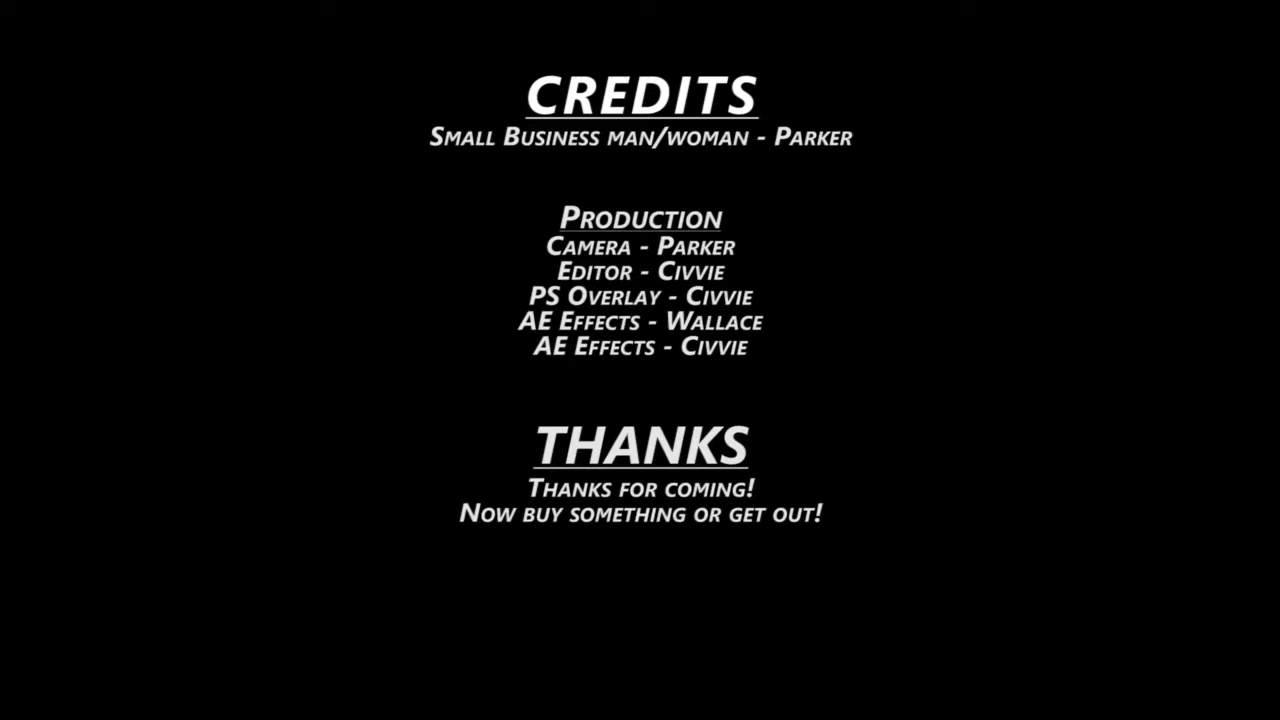 CREDITS
SMALL BUSINESS MAN/WOMAN - PARKER
PRODUCTION
CAMERA - PARKER
EDITOR - CIVVIE
PS OVERLAY - CIVVIE
AE EFFECTS - WALLACE
AE EFFECTS - CIVVIE
THANKS
THANKS FOR COMING!
NOW BUY SOMETHING OR GET OUT!